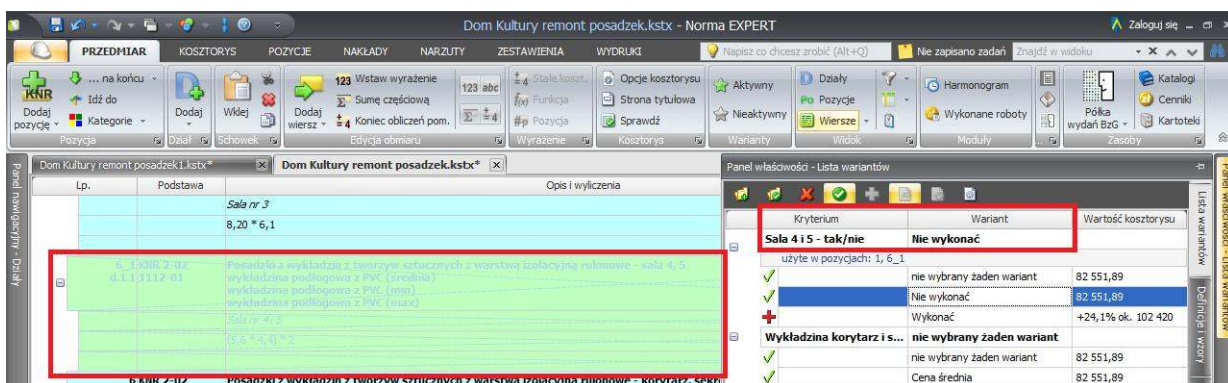 Dom Kultury remont posadzek.kstx - Norma EXPERT
Zaloguj się
PRZEDMIAR KOSZTORYS POZYCJE NAKŁADY NARZUTY ZESTAWIENIA WYDRUKI Napisz co chcesz zrobić (Alt+Q) Nie zapisano zadań Znajdź w widoku
KNR
Dodaj pozycję
... na końcu
Idź do
Kategorie
Pozycja
Dodaj
Dział
Wklej
Schowek
Dodaj wiersz
123 Wstaw wyrażenie
Σ- Sumę częściową
Koniec obliczeń pom.
123 abc
Edycja obmiaru
Stałe koszt.
f(x) Funkcja
#p Pozycja
Wyrażenie
Opcje kosztorysu
Strona tytułowa
Sprawdź
Kosztorys
Aktywny
Nieaktywny
Warianty
Działy
Po Pozycje
Wiersze
Widok
Harmonogram
Wykonane roboty
Moduły
Półka
wydań BzG
Katalogi
Cenniki
Kartoteki
Zasoby
Panel nawigacyjny - Działy
Dom Kultury remont posadzek1.kstx* Dom Kultury remont posadzek.kstx*
Lp. Podstawa Opis i wyliczenia
Sala nr 3
8,20 * 6,1
6_1 KNR 2-02 Posadzki z wykładzin z tworzyw sztucznych z warstwą izolacyjną rulonowe - sala 4, 5
d.1.1 1112-01 wykładzina podłogowa z PVC (średnia)
wykładzina podłogowa z PVC (min)
wykładzina podłogowa z PVC (max)
Sala nr 4 i 5
(5,6 * 4,4) * 2
6 KNR 2-02 Posadzki z wykładzin z tworzyw sztucznych z warstwą izolacyjną rulonowe - korytarz, sekr
Panel właściwości - Lista wariantów
Kryterium Wariant Wartość kosztorysu
Sala 4 i 5 - tak/nie Nie wykonać
użyte w pozycjach: 1, 6_1
nie wybrany żaden wariant 82 551,89
Nie wykonać 82 551,89
Wykonać +24,1% ok. 102 420
Wykładzina korytarz i s... nie wybrany żaden wariant
nie wybrany żaden wariant 82 551,89
Cena średnia 82 551,89
Lista wariantów
Definicje i wzory
Panel właściwości - Lista wariantów